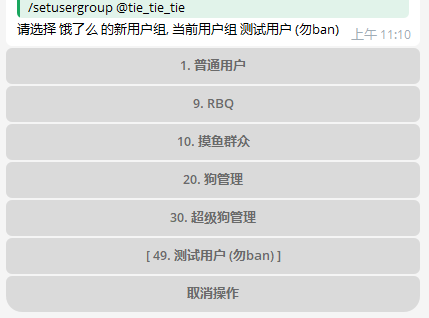 /setusergroup @tie_tie_tie
请选择 饿了么 的新用户组, 当前用户组 测试用户 (勿ban) 上午 11:10
1. 普通用户
9. RBQ
10. 摸鱼群众
20. 狗管理
30. 超级狗管理
[ 49. 测试用户 (勿ban) ]
取消操作